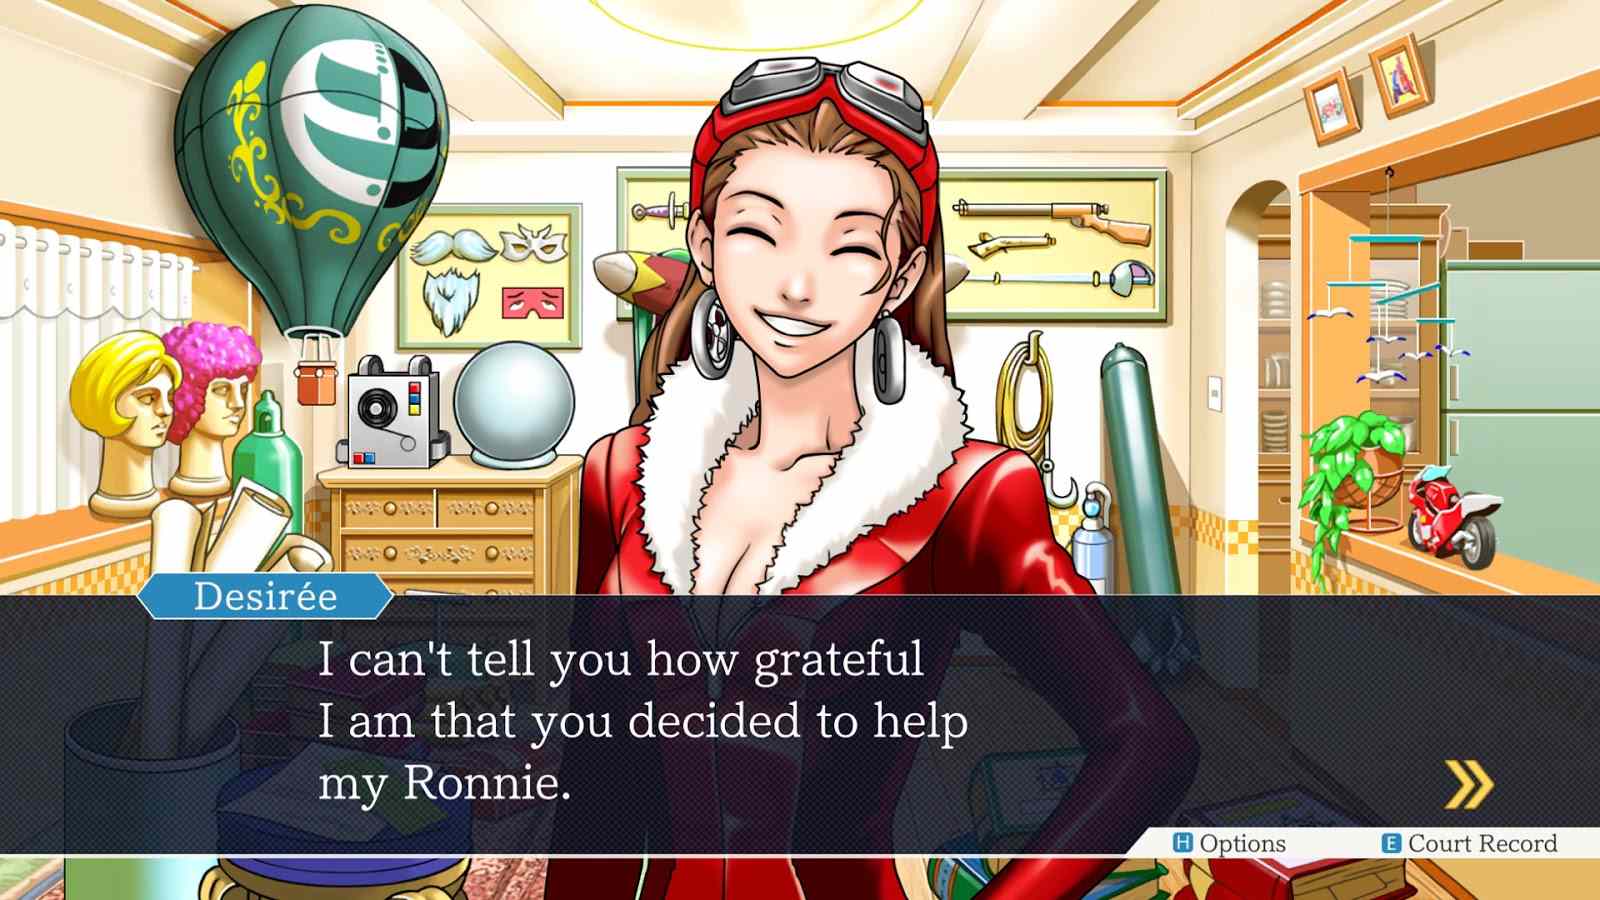 Desirée
I can't tell you how grateful
I am that you decided to help
my Ronnie.
H Options
E Court Record